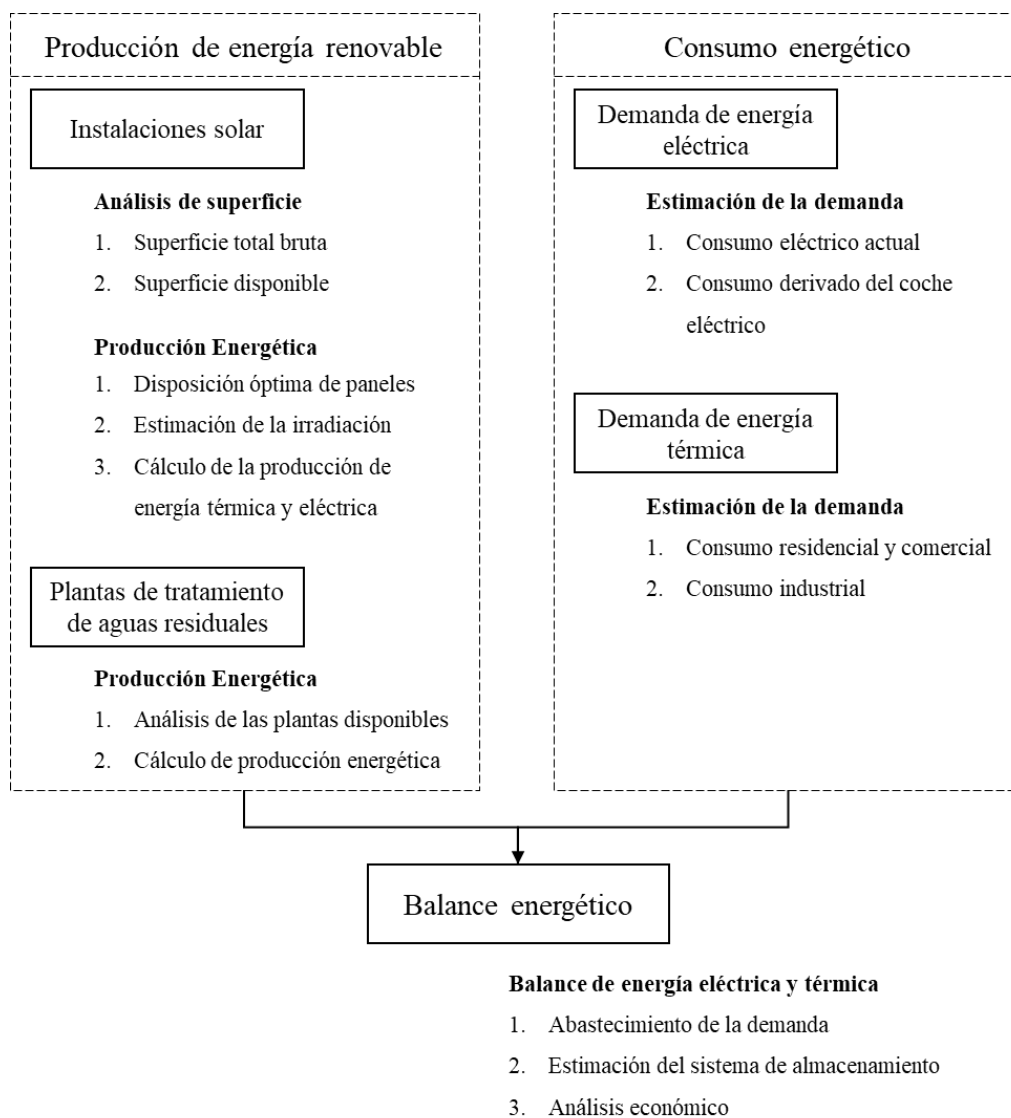 Producción de energía renovable
Instalaciones solar
Análisis de superficie
1. Superficie total bruta
2. Superficie disponible
Producción Energética
1. Disposición óptima de paneles
2. Estimación de la irradiación
3. Cálculo de la producción de
energía térmica y eléctrica
Plantas de tratamiento
de aguas residuales
Producción Energética
1. Análisis de las plantas disponibles
2. Cálculo de producción energética
Consumo energético
Demanda de energía
eléctrica
Estimación de la demanda
1. Consumo eléctrico actual
2. Consumo derivado del coche
eléctrico
Demanda de energía
térmica
Estimación de la demanda
1. Consumo residencial y comercial
2. Consumo industrial
Balance energético
Balance de energía eléctrica y térmica
1. Abastecimiento de la demanda
2. Estimación del sistema de almacenamiento
3. Análisis económico